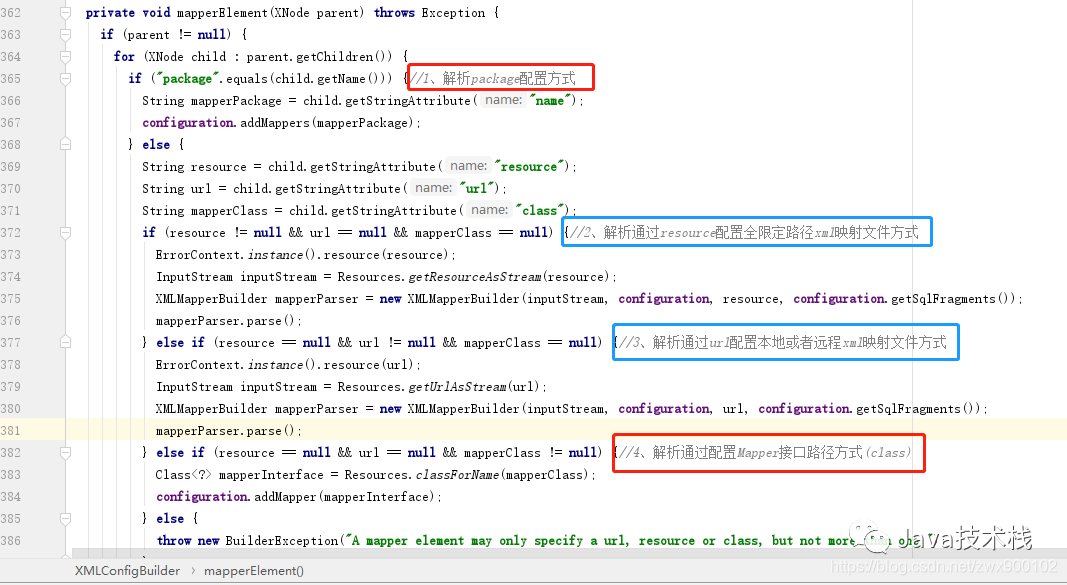 362 private void mapperElement(XNode parent) throws Exception {
363 if (parent != null) {
364 for (XNode child : parent.getChildren()) {
365 if ("package".equals(child.getName())) {//1、解析package配置方式
366 String mapperPackage = child.getStringAttribute( name: "name");
367 configuration.addMappers(mapperPackage);
368 } else {
369 String resource = child.getStringAttribute( name: "resource");
370 String url = child.getStringAttribute( name: "url");
371 String mapperClass = child.getStringAttribute( name: "class");
372 if (resource != null && url == null && mapperClass == null) {//2、解析通过resource配置全限定路径xml映射文件方式
373 ErrorContext.instance().resource(resource);
374 InputStream inputStream = Resources.getResourceAsStream(resource);
375 XMLMapperBuilder mapperParser = new XMLMapperBuilder(inputStream, configuration, resource, configuration.getSqlFragments());
376 mapperParser.parse();
377 } else if (resource == null && url != null && mapperClass == null) {//3、解析通过url配置本地或者远程xml映射文件方式
378 ErrorContext.instance().resource(url);
379 InputStream inputStream = Resources.getUrlAsStream(url);
380 XMLMapperBuilder mapperParser = new XMLMapperBuilder(inputStream, configuration, url, configuration.getSqlFragments());
381 mapperParser.parse();
382 } else if (resource == null && url == null && mapperClass != null) {//4、解析通过配置Mapper接口路径方式(class)
383 Class<?> mapperInterface = Resources.classForName(mapperClass);
384 configuration.addMapper(mapperInterface);
385 } else {
386 throw new BuilderException("A mapper element may only specify a url, resource or class, but not more
Java技术栈
https://blog.csdn.net/zwx900102
XMLConfigBuilder › mapperElement()